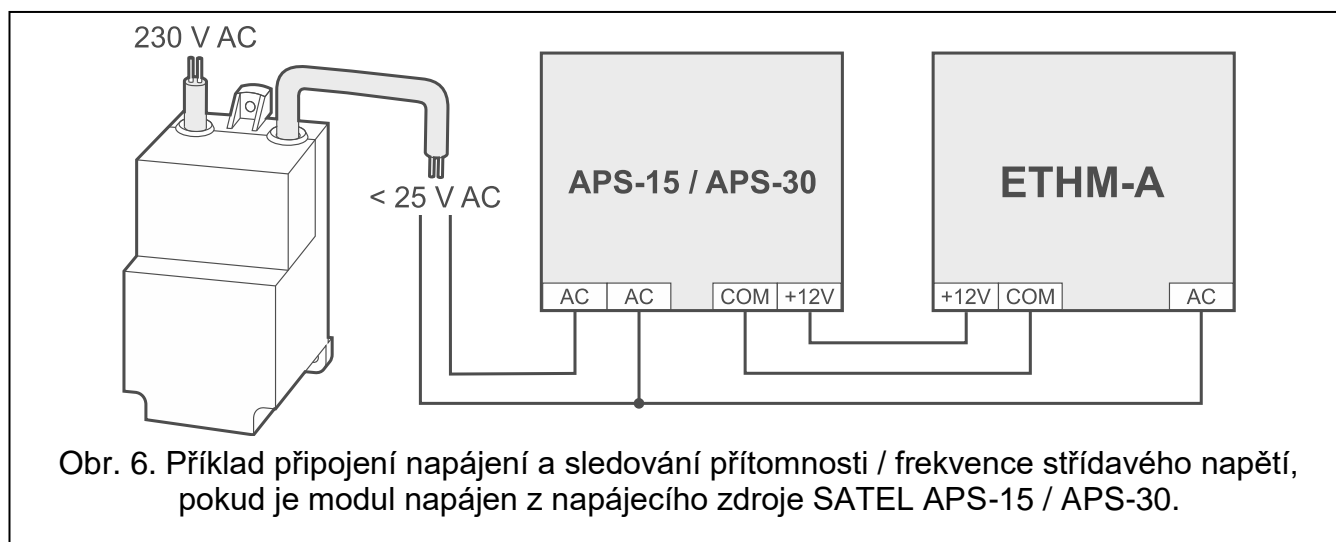 230 V AC
< 25 V AC
APS-15 / APS-30
AC AC COM +12V
ETHM-A
+12V COM AC
Obr. 6. Příklad připojení napájení a sledování přítomnosti / frekvence střídavého napětí,
pokud je modul napájen z napájecího zdroje SATEL APS-15 / APS-30.